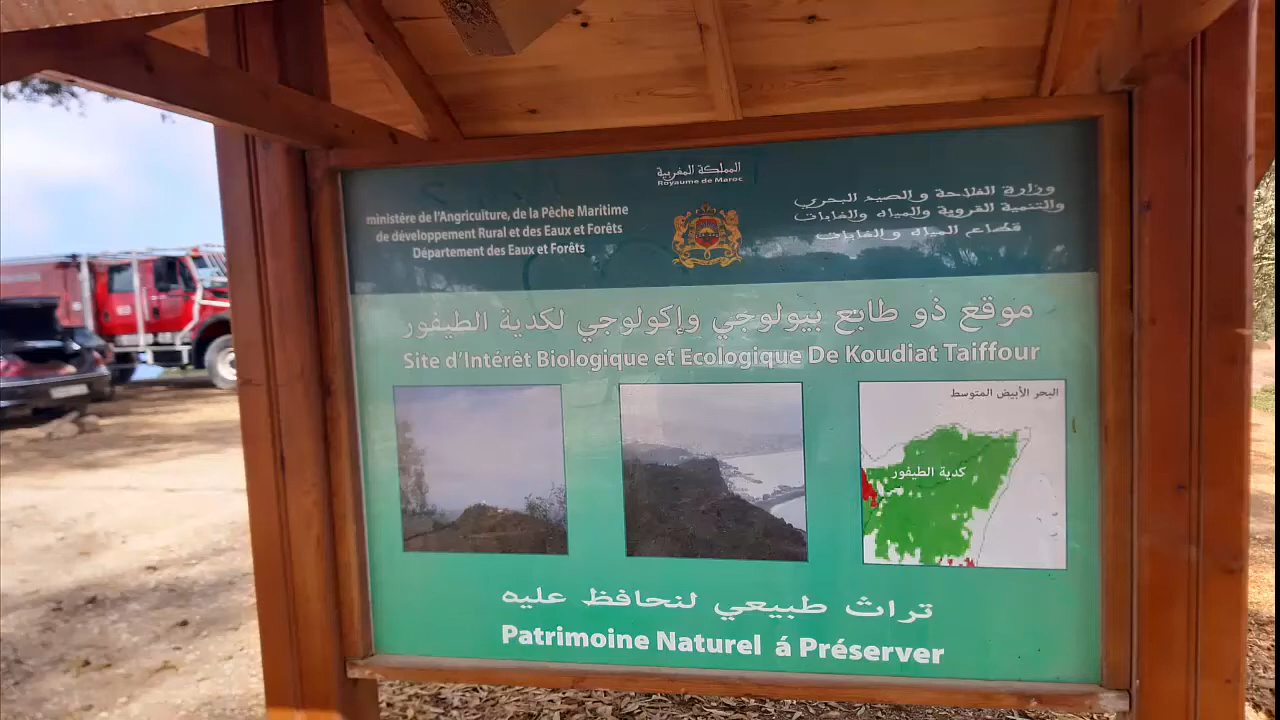 المملكة المغربية
Royaume de Maroc
ministére de l'Angriculture, de la Pêche Maritime
de développement Rural et des Eaux et Forêts
Département des Eaux et Forêts
وزارة الفلاحة والصيد البحري
والتنمية القروية والمياه والغابات
قطاع المياه والغابات
موقع ذو طابع بيولوجي وإكولوجي لكدية الطيفور
Site d'Intérêt Biologique et Ecologique De Koudiat Taiffour
البحر الأبيض المتوسط
كدية الطيفور
تراث طبيعي لنحافظ عليه
Patrimoine Naturel á Préserver